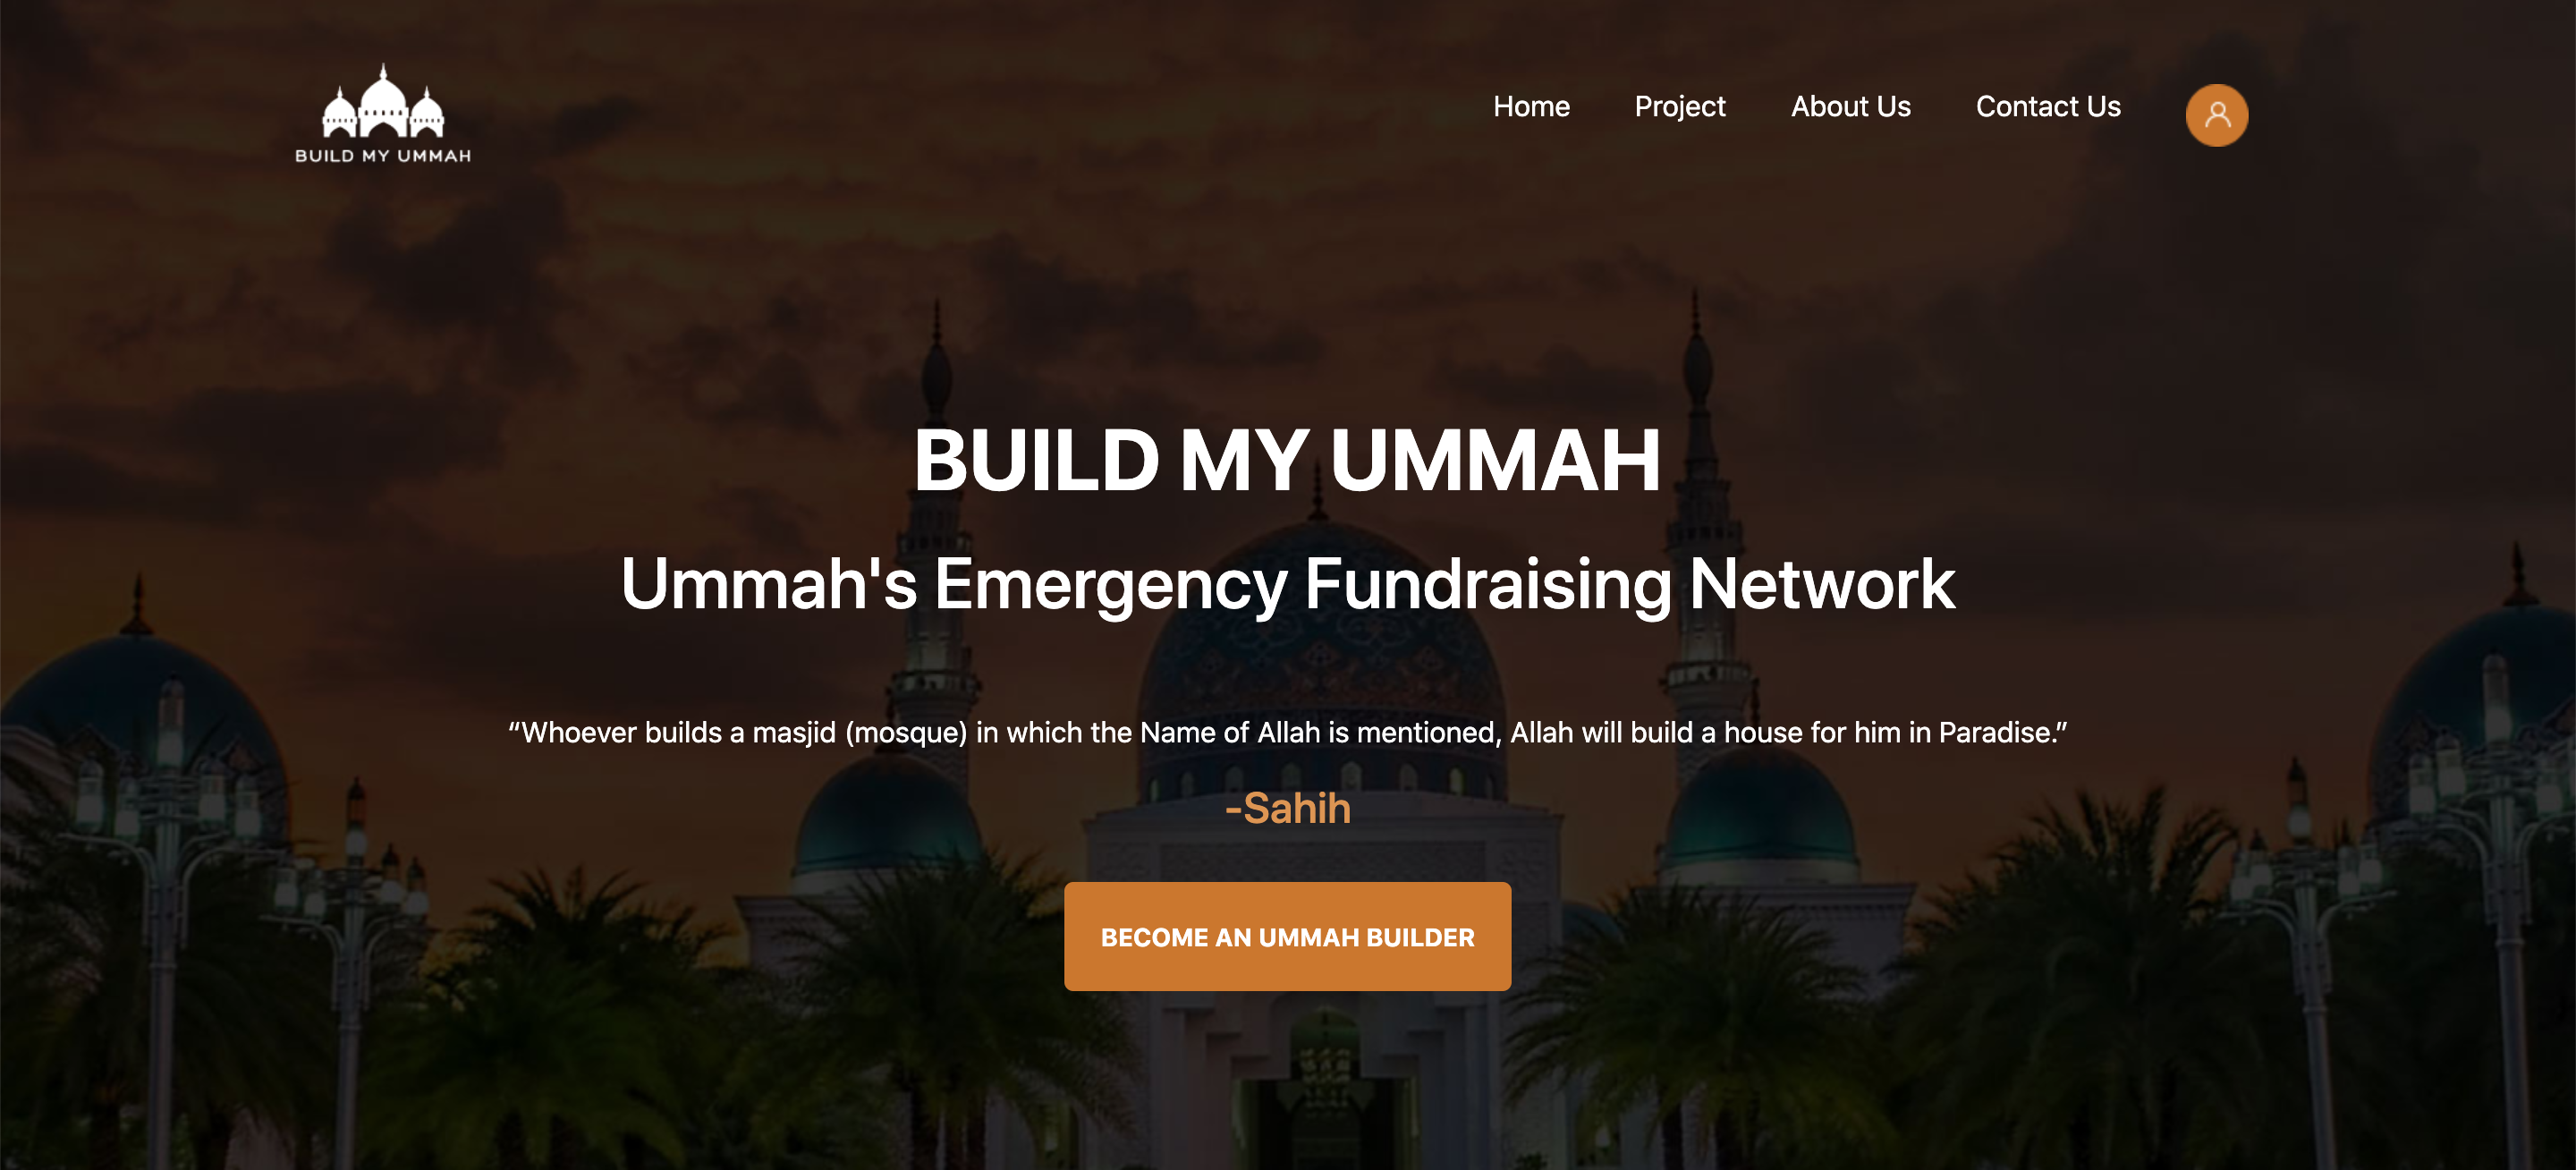 BUILD MY UMMAH
Home
Project
About Us
Contact Us
BUILD MY UMMAH
Ummah's Emergency Fundraising Network
“Whoever builds a masjid (mosque) in which the Name of Allah is mentioned, Allah will build a house for him in Paradise.”
-Sahih
BECOME AN UMMAH BUILDER